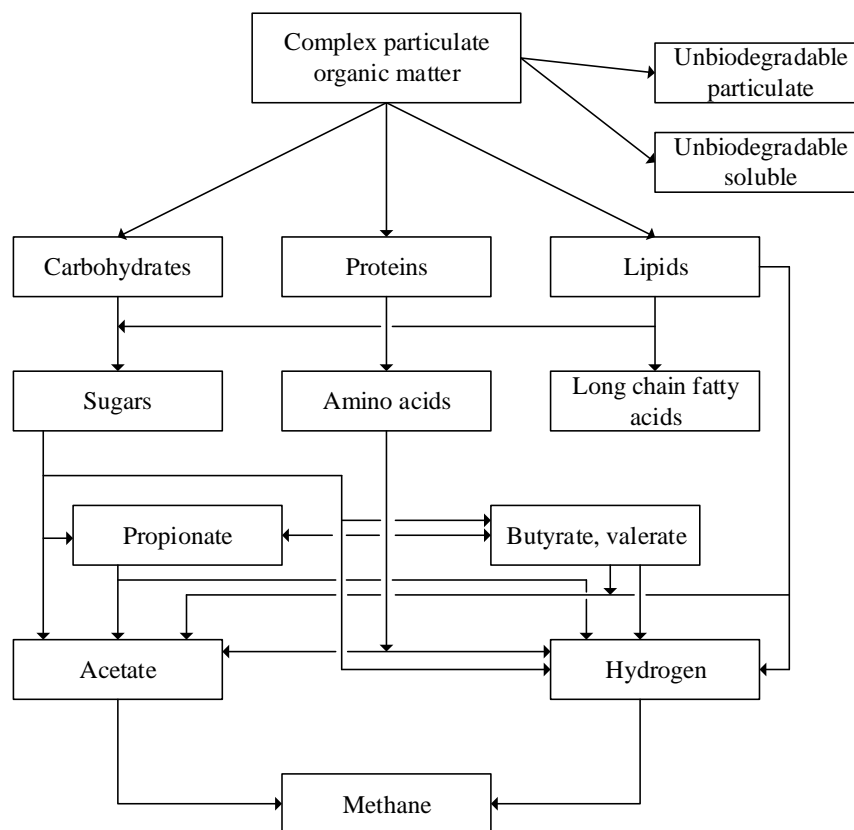 Complex particulate
organic matter
Unbiodegradable
particulate
Unbiodegradable
soluble
Carbohydrates
Proteins
Lipids
Sugars
Amino acids
Long chain fatty
acids
Propionate
Butyrate, valerate
Acetate
Hydrogen
Methane